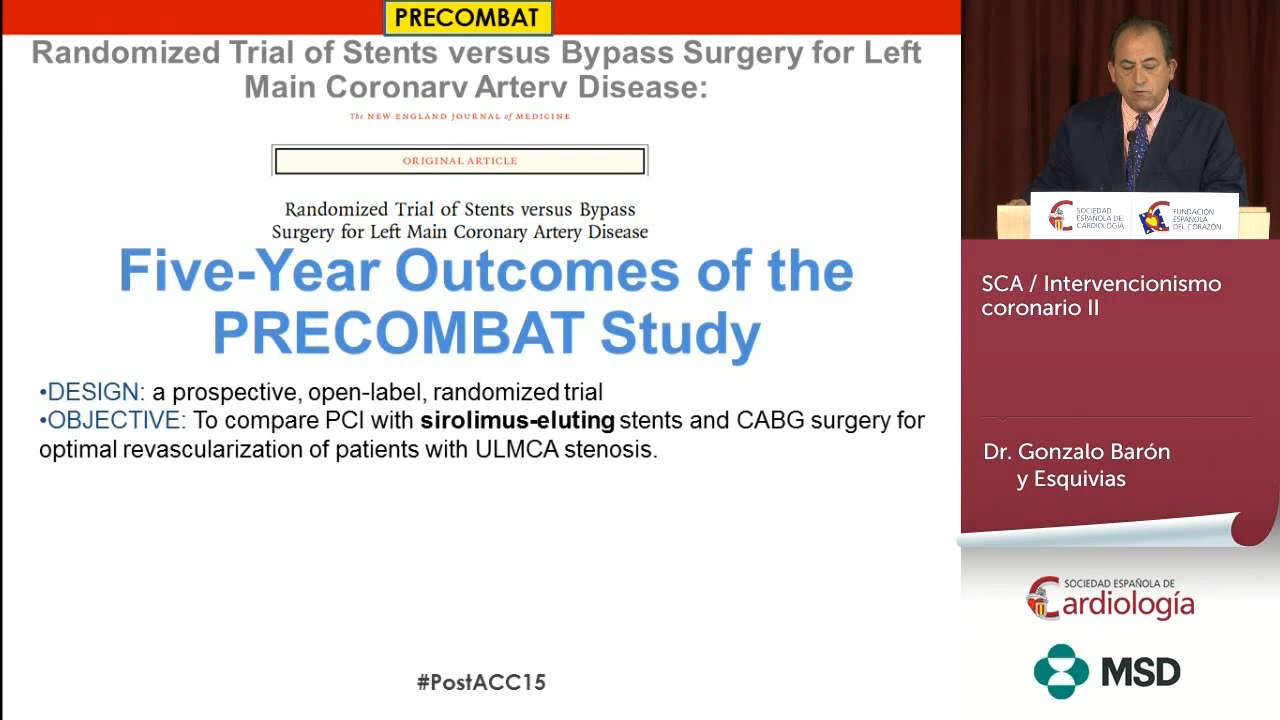 PRECOMBAT
Randomized Trial of Stents versus Bypass Surgery for Left
Main Coronary Artery Disease:
The NEW ENGLAND JOURNAL of MEDICINE
ORIGINAL ARTICLE
Randomized Trial of Stents versus Bypass
Surgery for Left Main Coronary Artery Disease
Five-Year Outcomes of the
PRECOMBAT Study
•DESIGN: a prospective, open-label, randomized trial
•OBJECTIVE: To compare PCI with sirolimus-eluting stents and CABG surgery for
optimal revascularization of patients with ULMCA stenosis.
#PostACC15
SOCIEDAD
ESPAÑOLA DE
CARDIOLOGÍA
FUNDACIÓN
ESPAÑOLA
DEL CORAZÓN
SCA / Intervencionismo
coronario II
Dr. Gonzalo Barón
y Esquivias
SOCIEDAD ESPAÑOLA DE
Cardiología
MSD